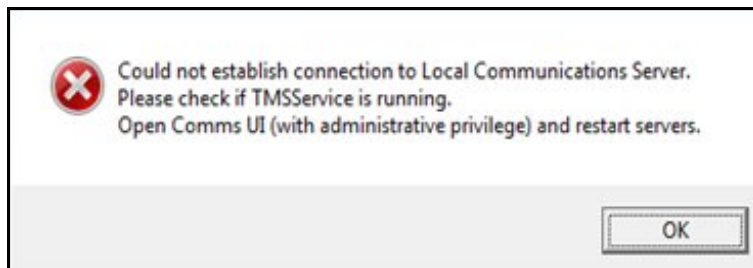 Could not establish connection to Local Communications Server.
Please check if TMSService is running.
Open Comms UI (with administrative privilege) and restart servers.
OK